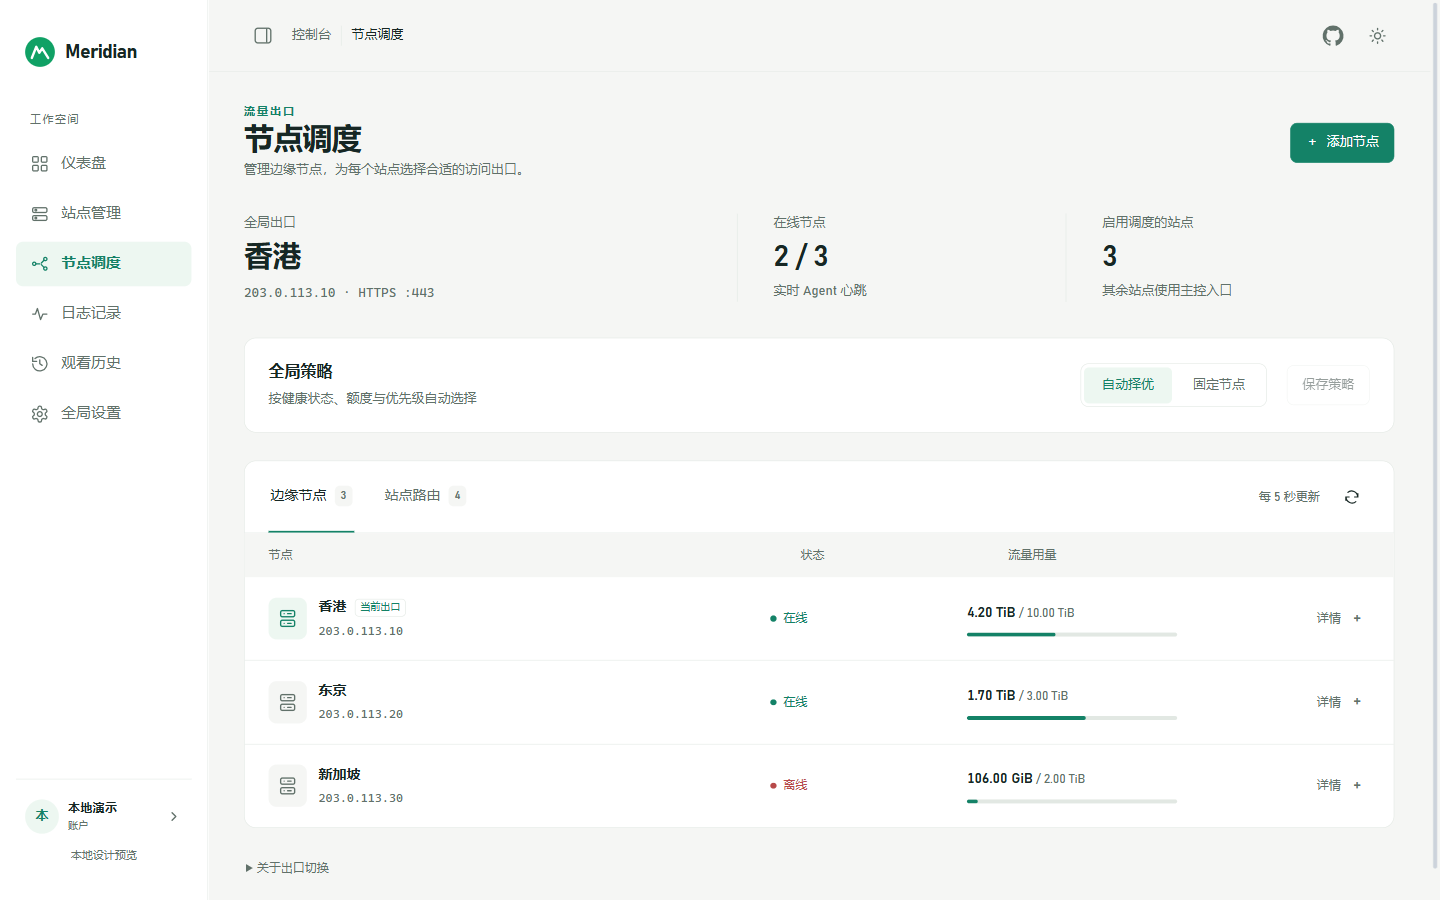 Meridian
工作空间
仪表盘
站点管理
节点调度
日志记录
观看历史
全局设置
本
本地演示
账户
本地设计预览
控制台
节点调度
流量出口
节点调度
管理边缘节点，为每个站点选择合适的访问出口。
+ 添加节点
全局出口
香港
203.0.113.10 · HTTPS :443
在线节点
2 / 3
实时 Agent 心跳
启用调度的站点
3
其余站点使用主控入口
全局策略
按健康状态、额度与优先级自动选择
自动择优
固定节点
保存策略
边缘节点 3
站点路由 4
每 5 秒更新
节点
状态
流量用量
香港 当前出口
203.0.113.10
在线
4.20 TiB / 10.00 TiB
详情 +
东京
203.0.113.20
在线
1.70 TiB / 3.00 TiB
详情 +
新加坡
203.0.113.30
离线
106.00 GiB / 2.00 TiB
详情 +
▶ 关于出口切换